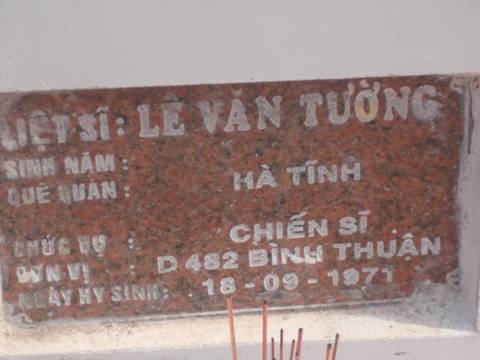 LIỆT SĨ: LÊ VĂN TƯỜNG
SINH NĂM :
QUÊ QUÁN : HÀ TĨNH
CHỨC VỤ : CHIẾN SĨ
ĐƠN VỊ : D 482 BÌNH THUẬN
NGÀY HY SINH: 18 - 09 - 1971